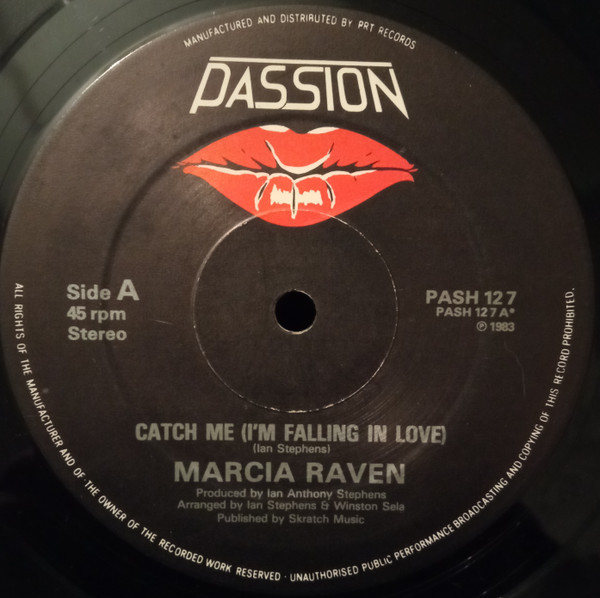 MANUFACTURED AND DISTRIBUTED BY PRT RECORDS
PASSION
Side A
45 rpm
Stereo
PASH 12 7
PASH 12 7 A*
℗ 1983
CATCH ME (I'M FALLING IN LOVE)
(Ian Stephens)
MARCIA RAVEN
Produced by Ian Anthony Stephens
Arranged by Ian Stephens & Winston Sela
Published by Skratch Music
ALL RIGHTS OF THE MANUFACTURER AND OF THE OWNER OF THE RECORDED WORK RESERVED · UNAUTHORISED PUBLIC PERFORMANCE BROADCASTING AND COPYING OF THIS RECORD PROHIBITED.